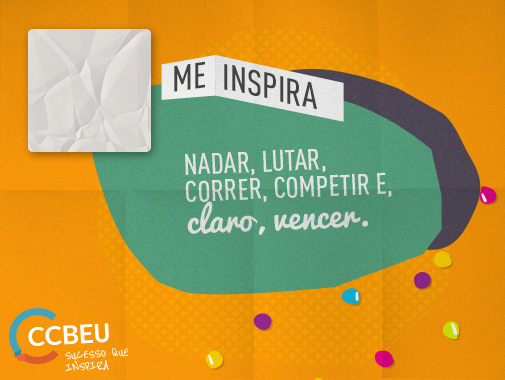 ME INSPIRA
NADAR, LUTAR,
CORRER, COMPETIR E,
claro, vencer.
CCBEU
SUCESSO QUE
INSPIRA